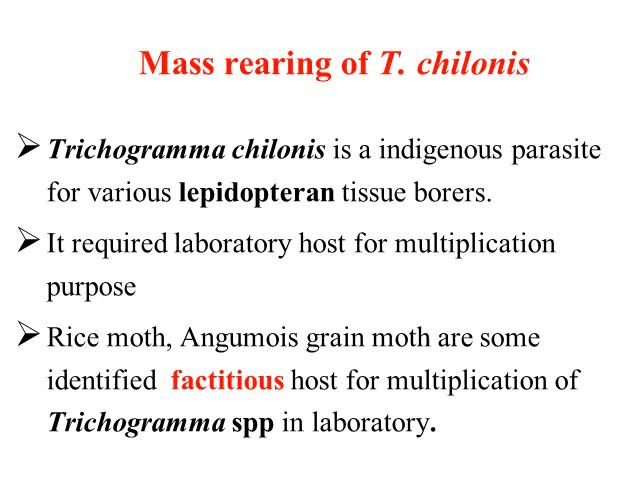 Mass rearing of T. chilonis
➢ Trichogramma chilonis is a indigenous parasite
for various lepidopteran tissue borers.
➢ It required laboratory host for multiplication
purpose
➢ Rice moth, Angumois grain moth are some
identified factitious host for multiplication of
Trichogramma spp in laboratory.